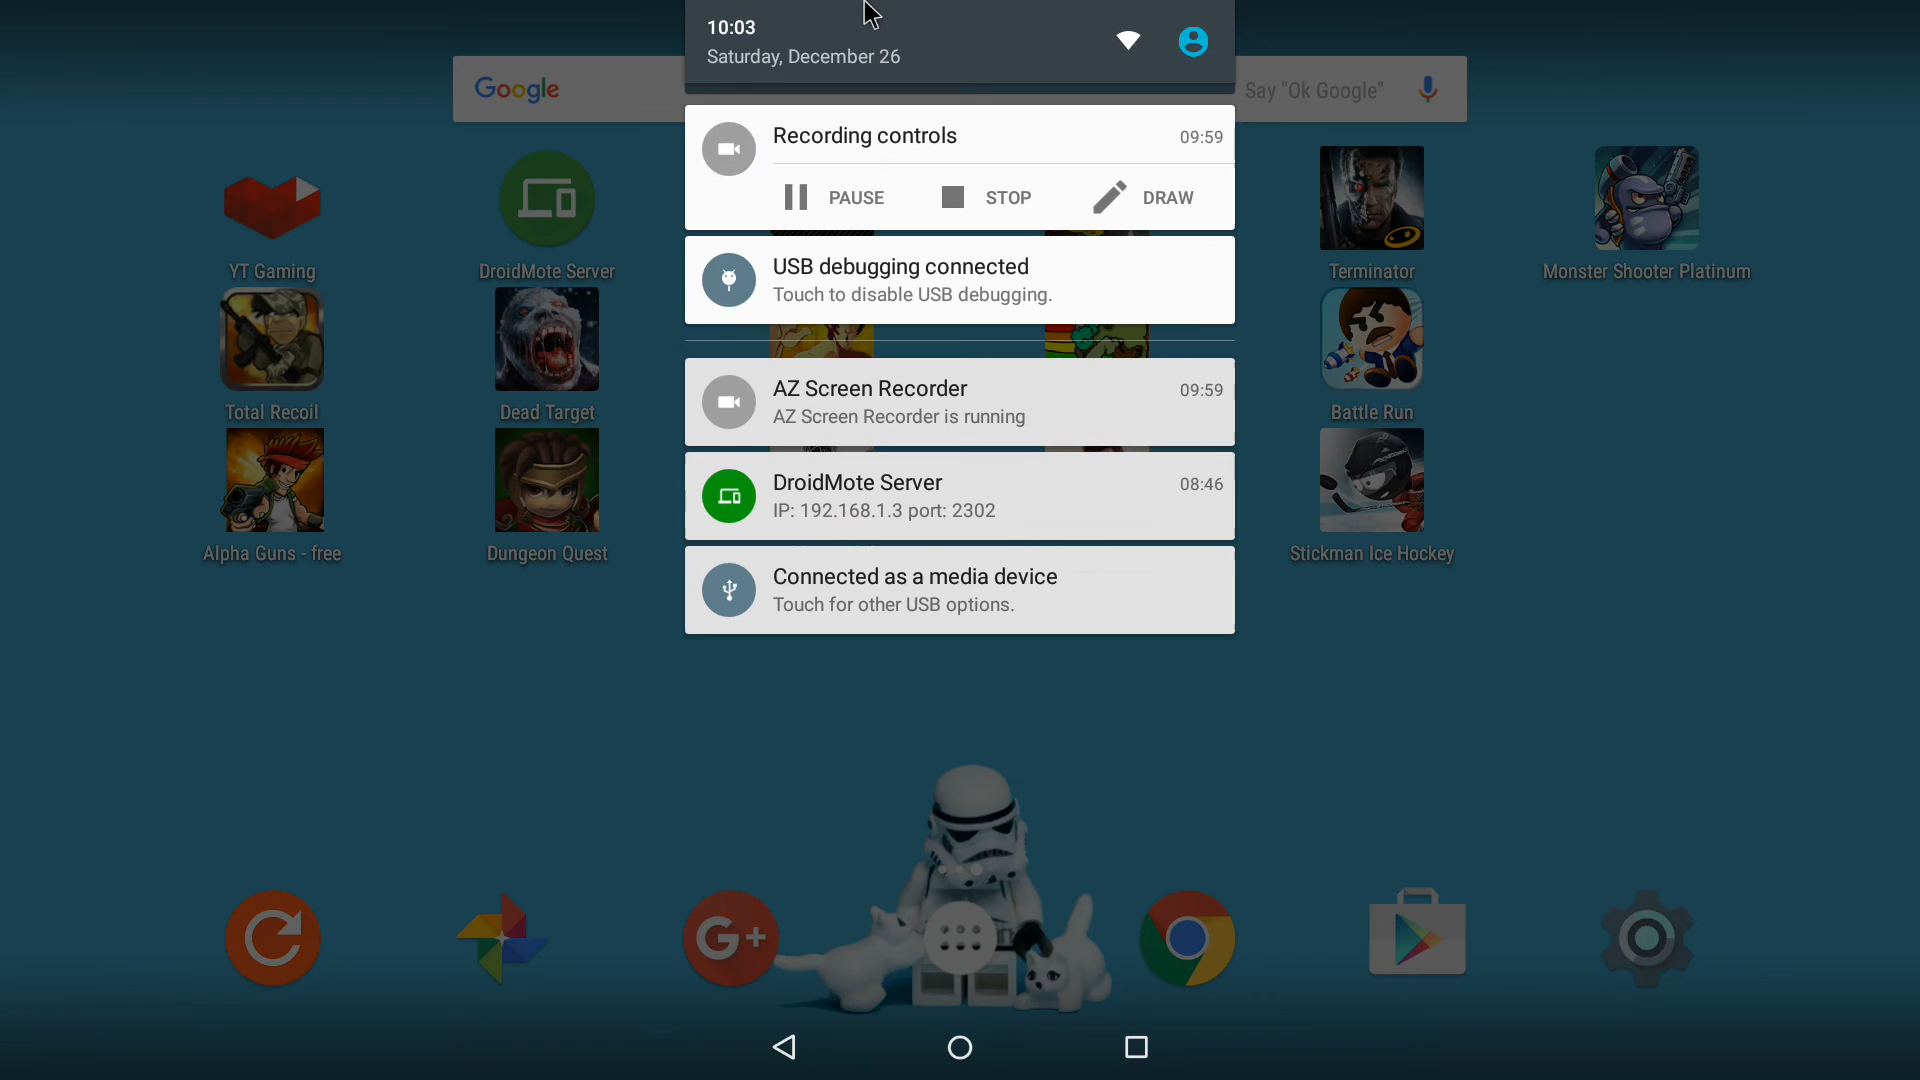 10:03
Saturday, December 26
Google
Say "Ok Google"
Recording controls
09:59
PAUSE
STOP
DRAW
USB debugging connected
Touch to disable USB debugging.
AZ Screen Recorder
09:59
AZ Screen Recorder is running
DroidMote Server
08:46
IP: 192.168.1.3 port: 2302
Connected as a media device
Touch for other USB options.
YT Gaming
DroidMote Server
Terminator
Monster Shooter Platinum
Total Recoil
Dead Target
Battle Run
Alpha Guns - free
Dungeon Quest
Stickman Ice Hockey
G+